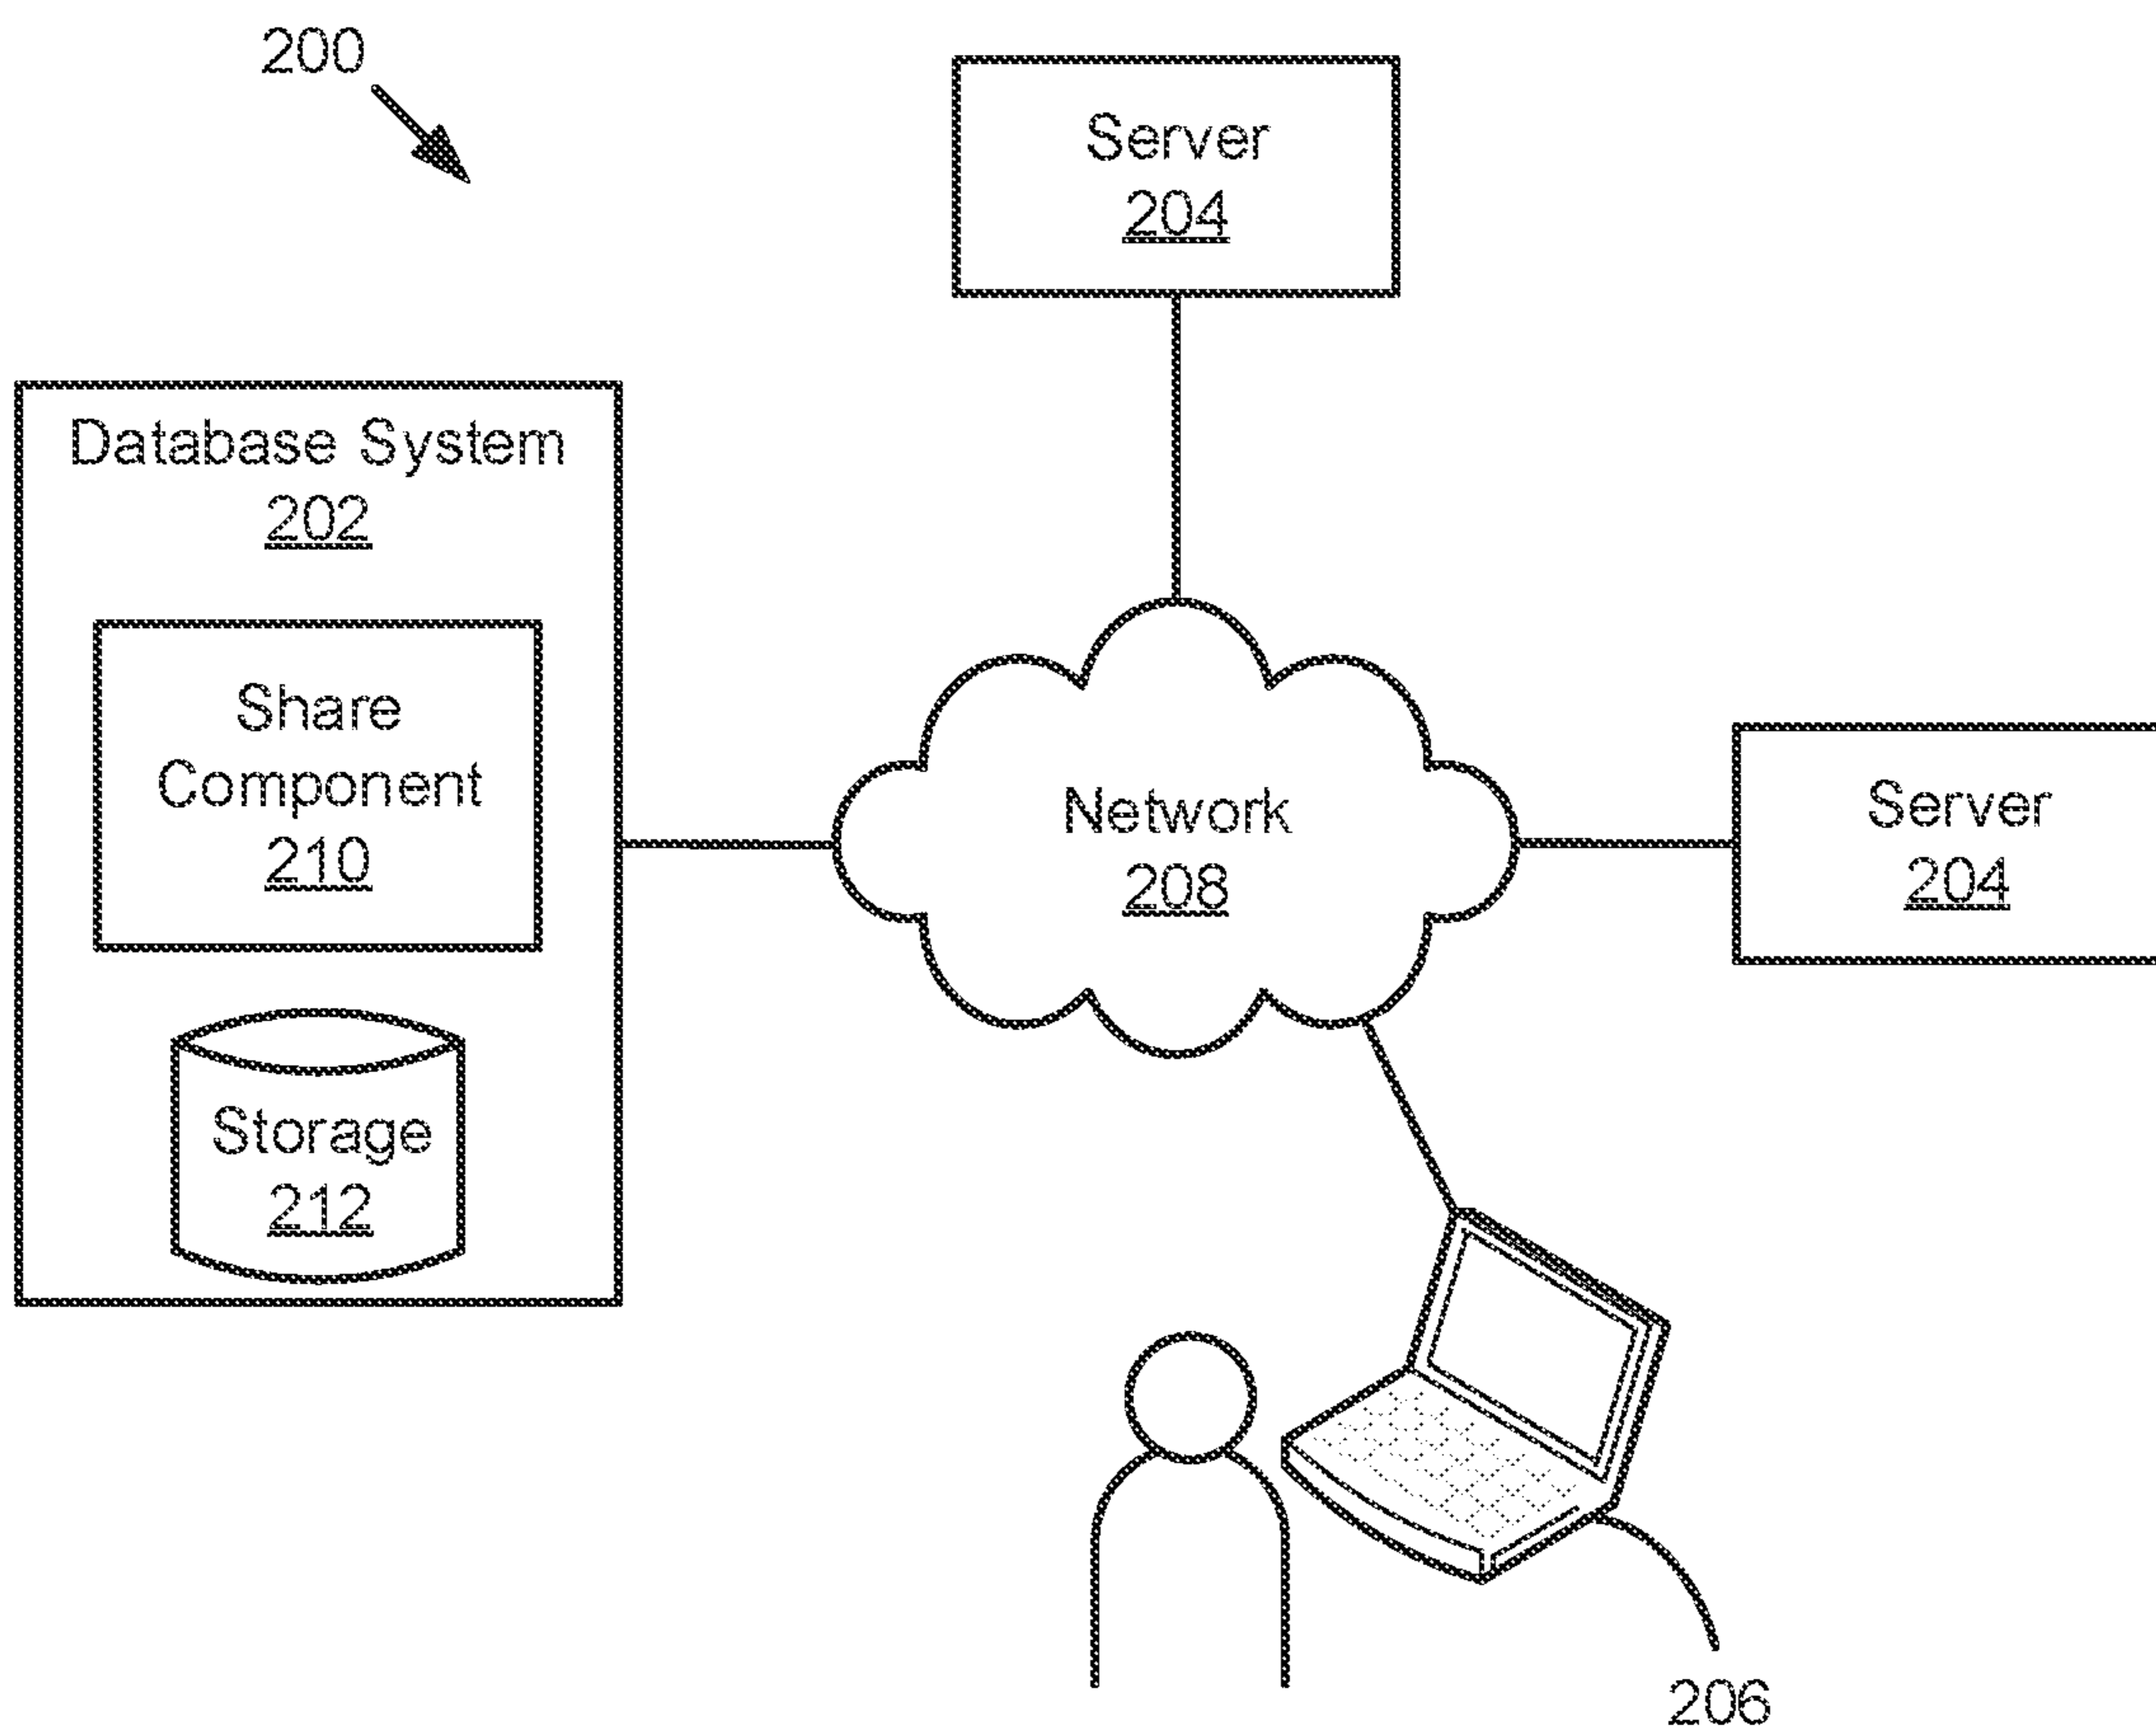 200
Server
204
Database System
202
Share
Component
210
Storage
212
Network
208
Server
204
206